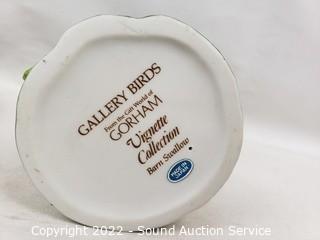 GALLERY BIRDS
From the Gift World of
GORHAM
Vignette
Collection
Barn Swallow
MADE IN
JAPAN
Copyright 2022 - Sound Auction Service